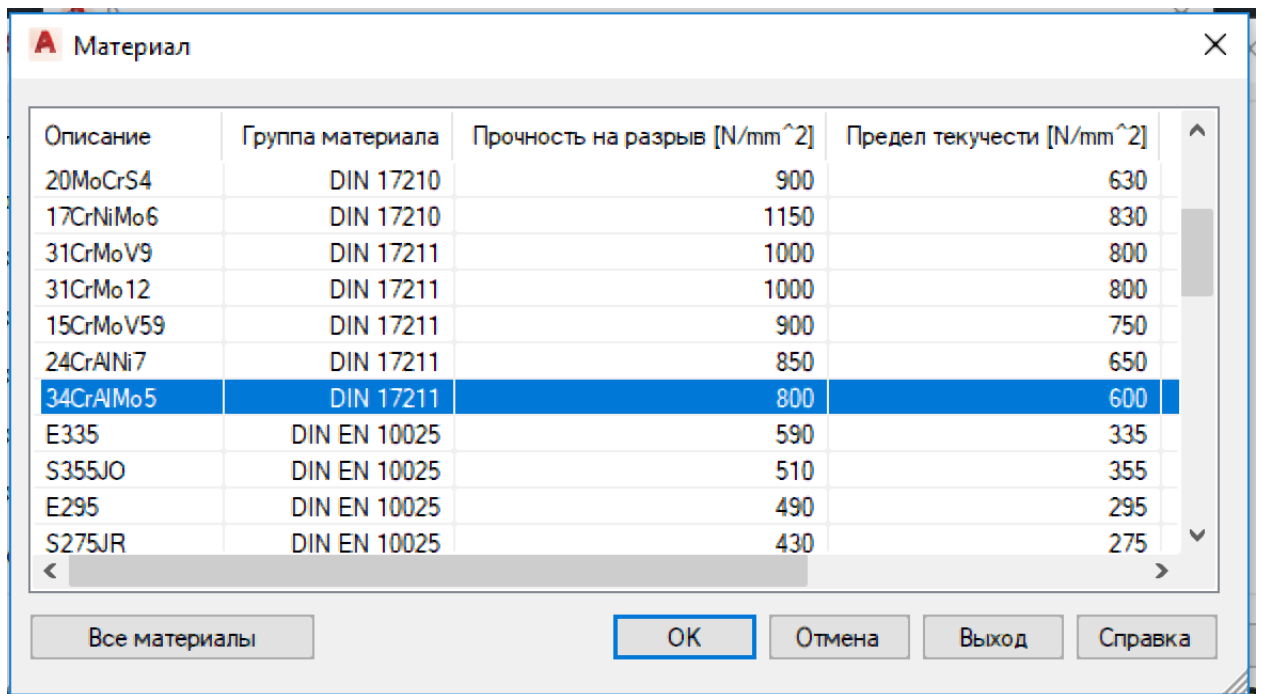 Материал
Описание Группа материала Прочность на разрыв [N/mm^2] Предел текучести [N/mm^2]
20MoCrS4 DIN 17210 900 630
17CrNiMo6 DIN 17210 1150 830
31CrMoV9 DIN 17211 1000 800
31CrMo12 DIN 17211 1000 800
15CrMoV59 DIN 17211 900 750
24CrAlNi7 DIN 17211 850 650
34CrAlMo5 DIN 17211 800 600
E335 DIN EN 10025 590 335
S355JO DIN EN 10025 510 355
E295 DIN EN 10025 490 295
S275JR DIN EN 10025 430 275
Все материалы OK Отмена Выход Справка